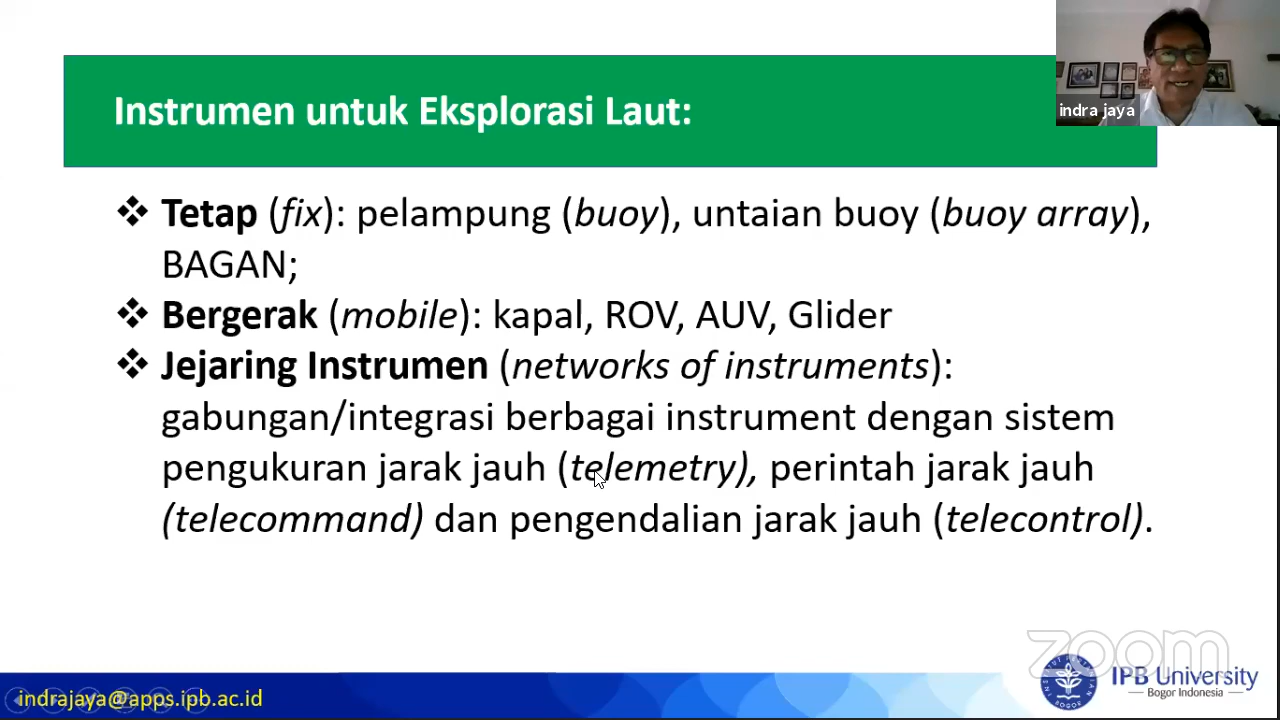 indra jaya
Instrumen untuk Eksplorasi Laut:
❖ Tetap (fix): pelampung (buoy), untaian buoy (buoy array),
BAGAN;
❖ Bergerak (mobile): kapal, ROV, AUV, Glider
❖ Jejaring Instrumen (networks of instruments):
gabungan/integrasi berbagai instrument dengan sistem
pengukuran jarak jauh (telemetry), perintah jarak jauh
(telecommand) dan pengendalian jarak jauh (telecontrol).
zoom
indrajaya@apps.ipb.ac.id
IPB University
Bogor Indonesia